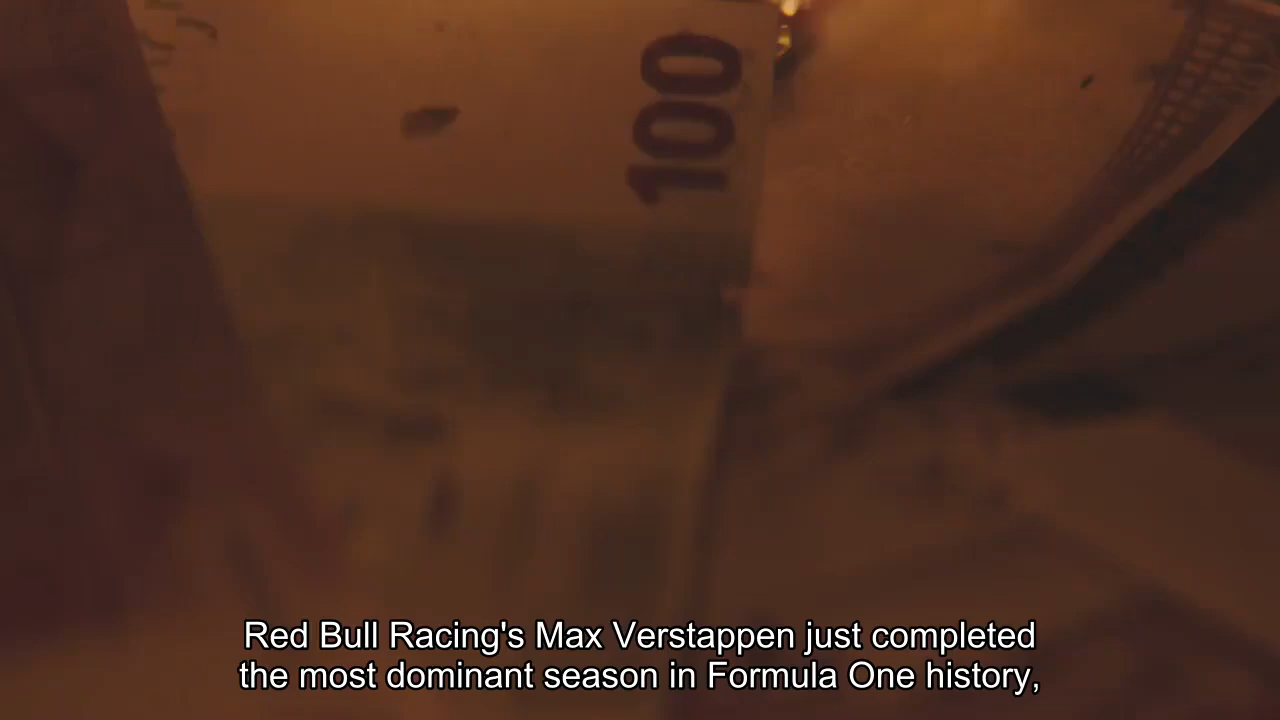 100
Red Bull Racing's Max Verstappen just completed
the most dominant season in Formula One history,